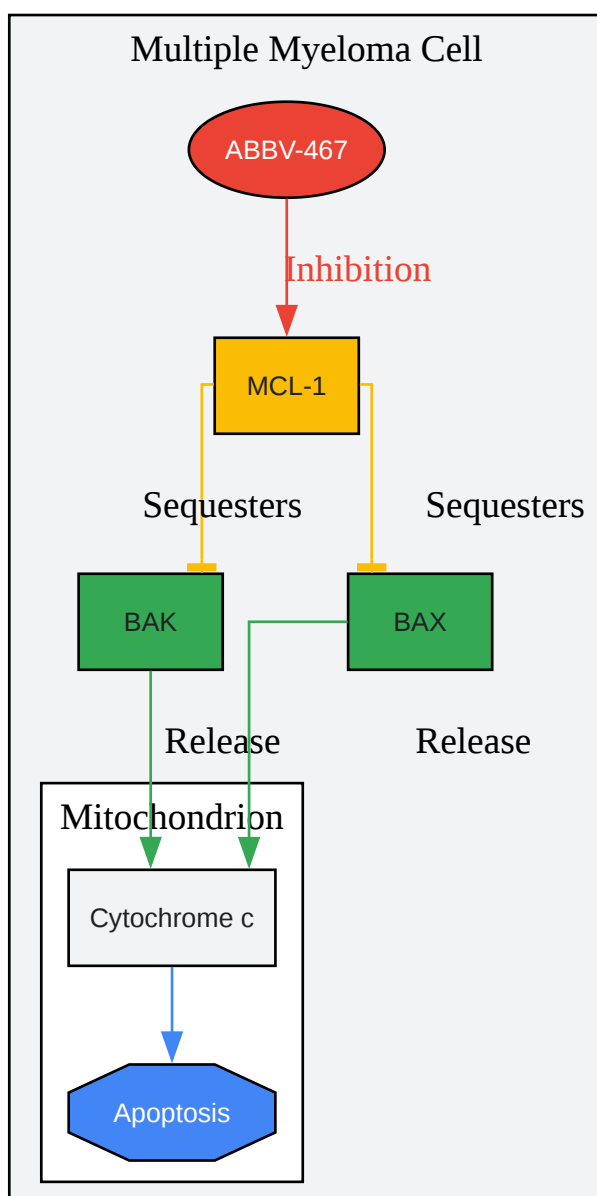 Multiple Myeloma Cell
ABBV-467
Inhibition
MCL-1
Sequesters
Sequesters
BAK
BAX
Release
Release
Mitochondrion
Cytochrome c
Apoptosis